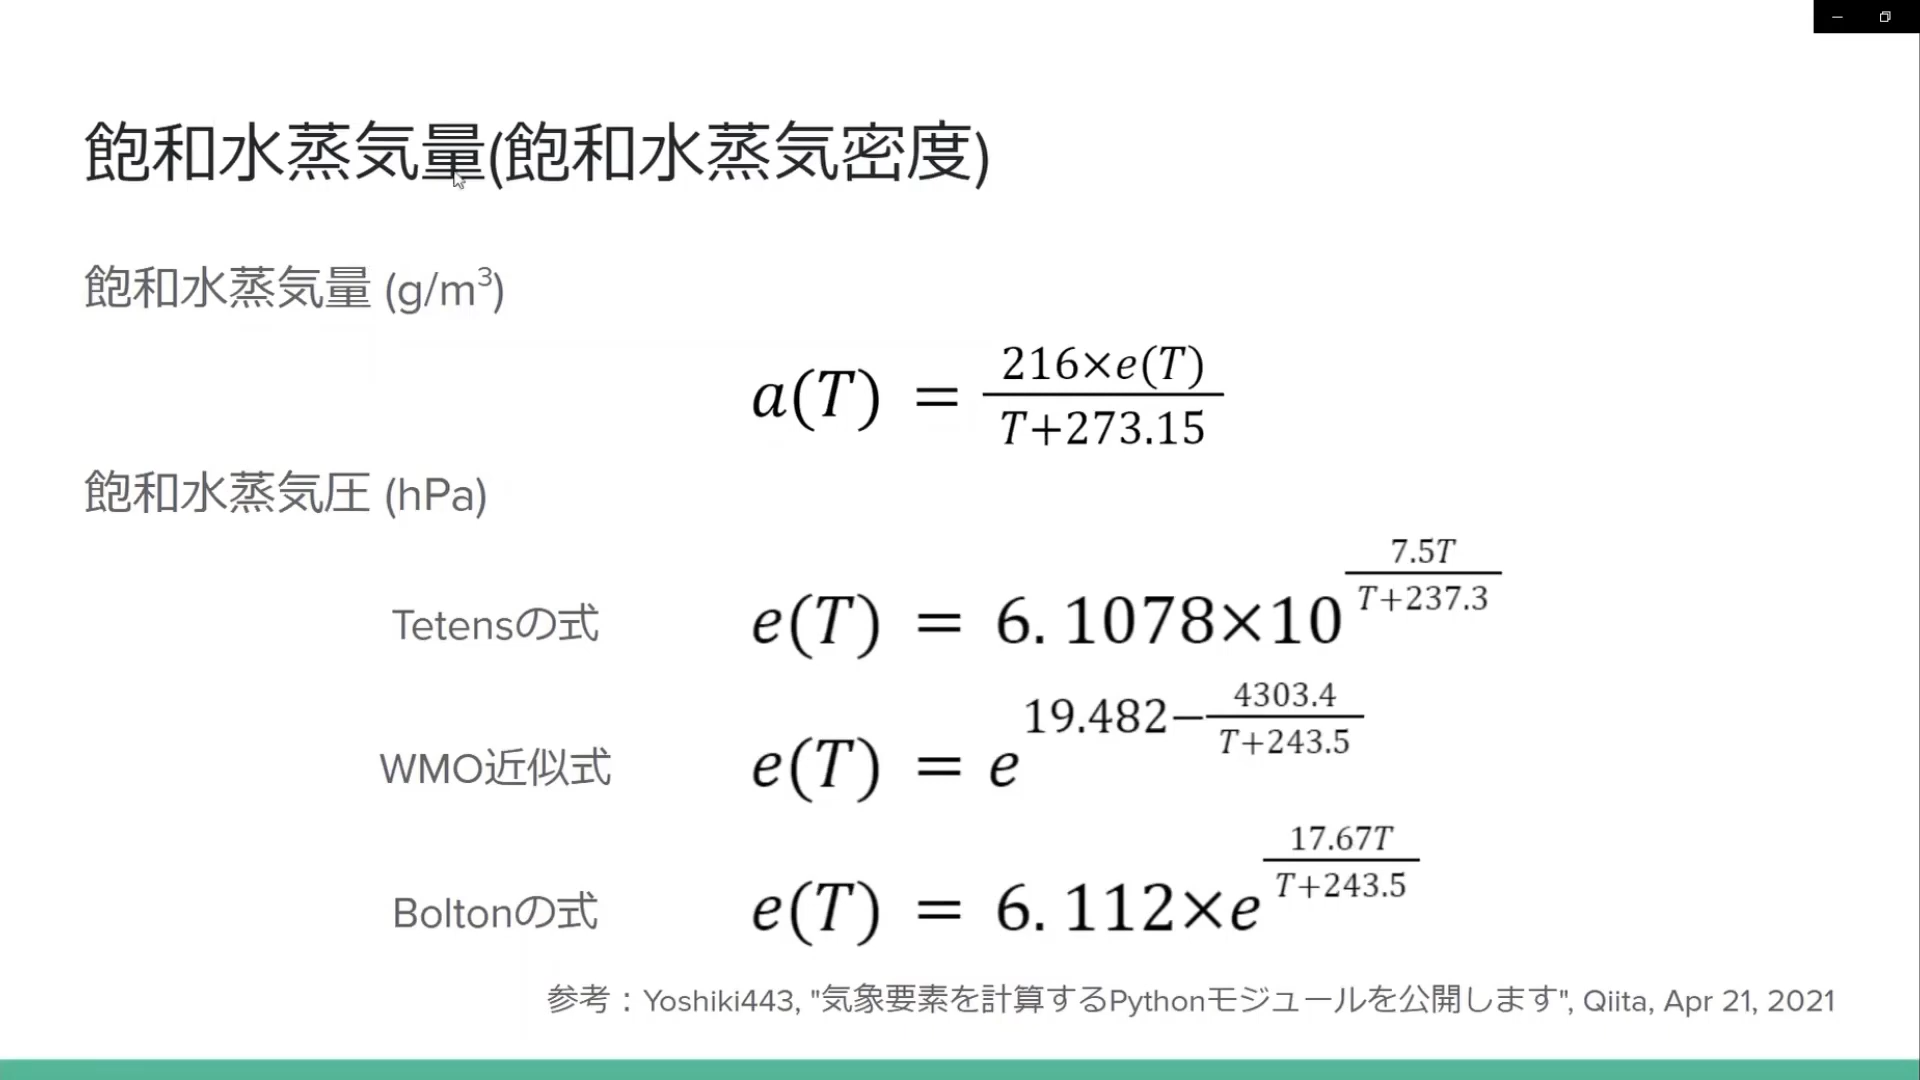 飽和水蒸気量(飽和水蒸気密度)
飽和水蒸気量 (g/m³)
a(T) = 216×e(T) / T+273.15
飽和水蒸気圧 (hPa)
Tetensの式 e(T) = 6.1078×10^(7.5T / T+237.3)
WMO近似式 e(T) = e^(19.482−4303.4 / T+243.5)
Boltonの式 e(T) = 6.112×e^(17.67T / T+243.5)
参考：Yoshiki443, "気象要素を計算するPythonモジュールを公開します", Qiita, Apr 21, 2021